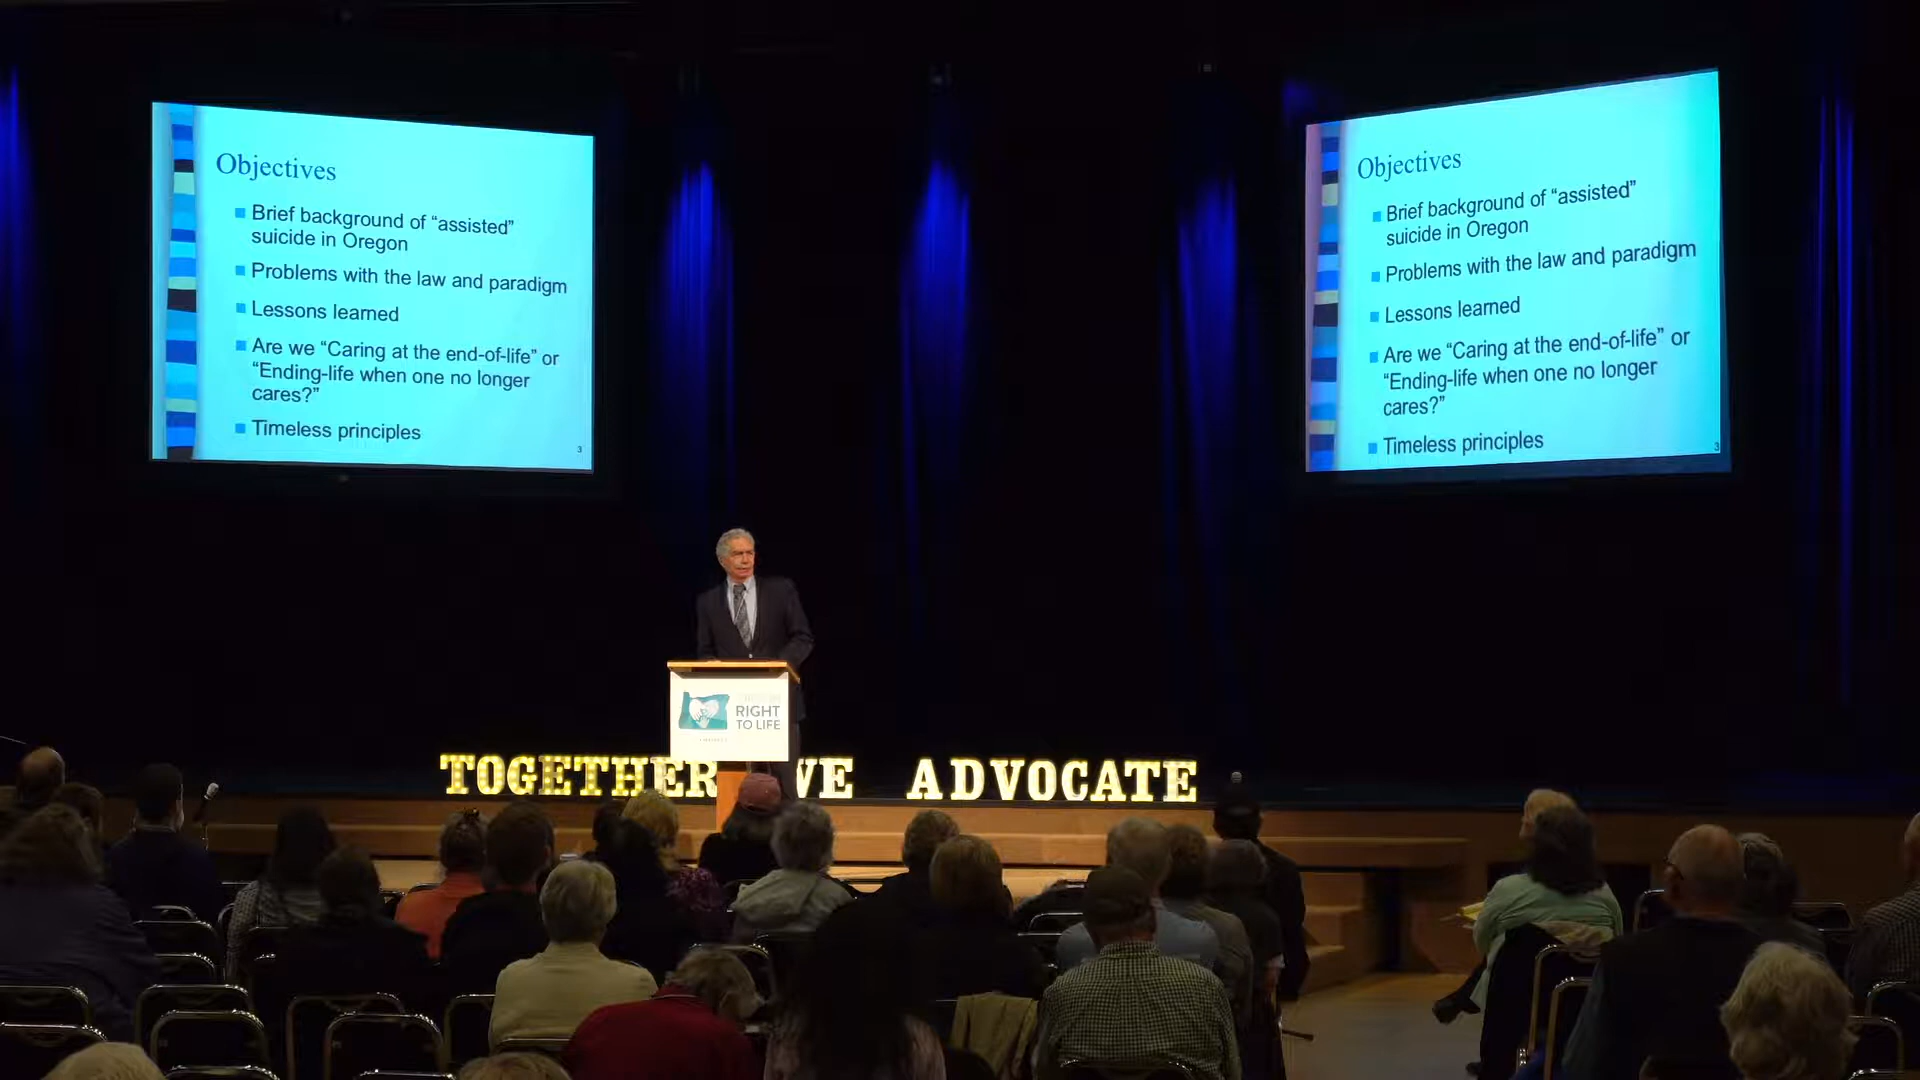 Objectives
Brief background of “assisted”
suicide in Oregon
Problems with the law and paradigm
Lessons learned
Are we “Caring at the end-of-life” or
“Ending-life when one no longer
cares?”
Timeless principles
3
Objectives
Brief background of “assisted”
suicide in Oregon
Problems with the law and paradigm
Lessons learned
Are we “Caring at the end-of-life” or
“Ending-life when one no longer
cares?”
Timeless principles
3
RIGHT
TO LIFE
TOGETHER WE ADVOCATE